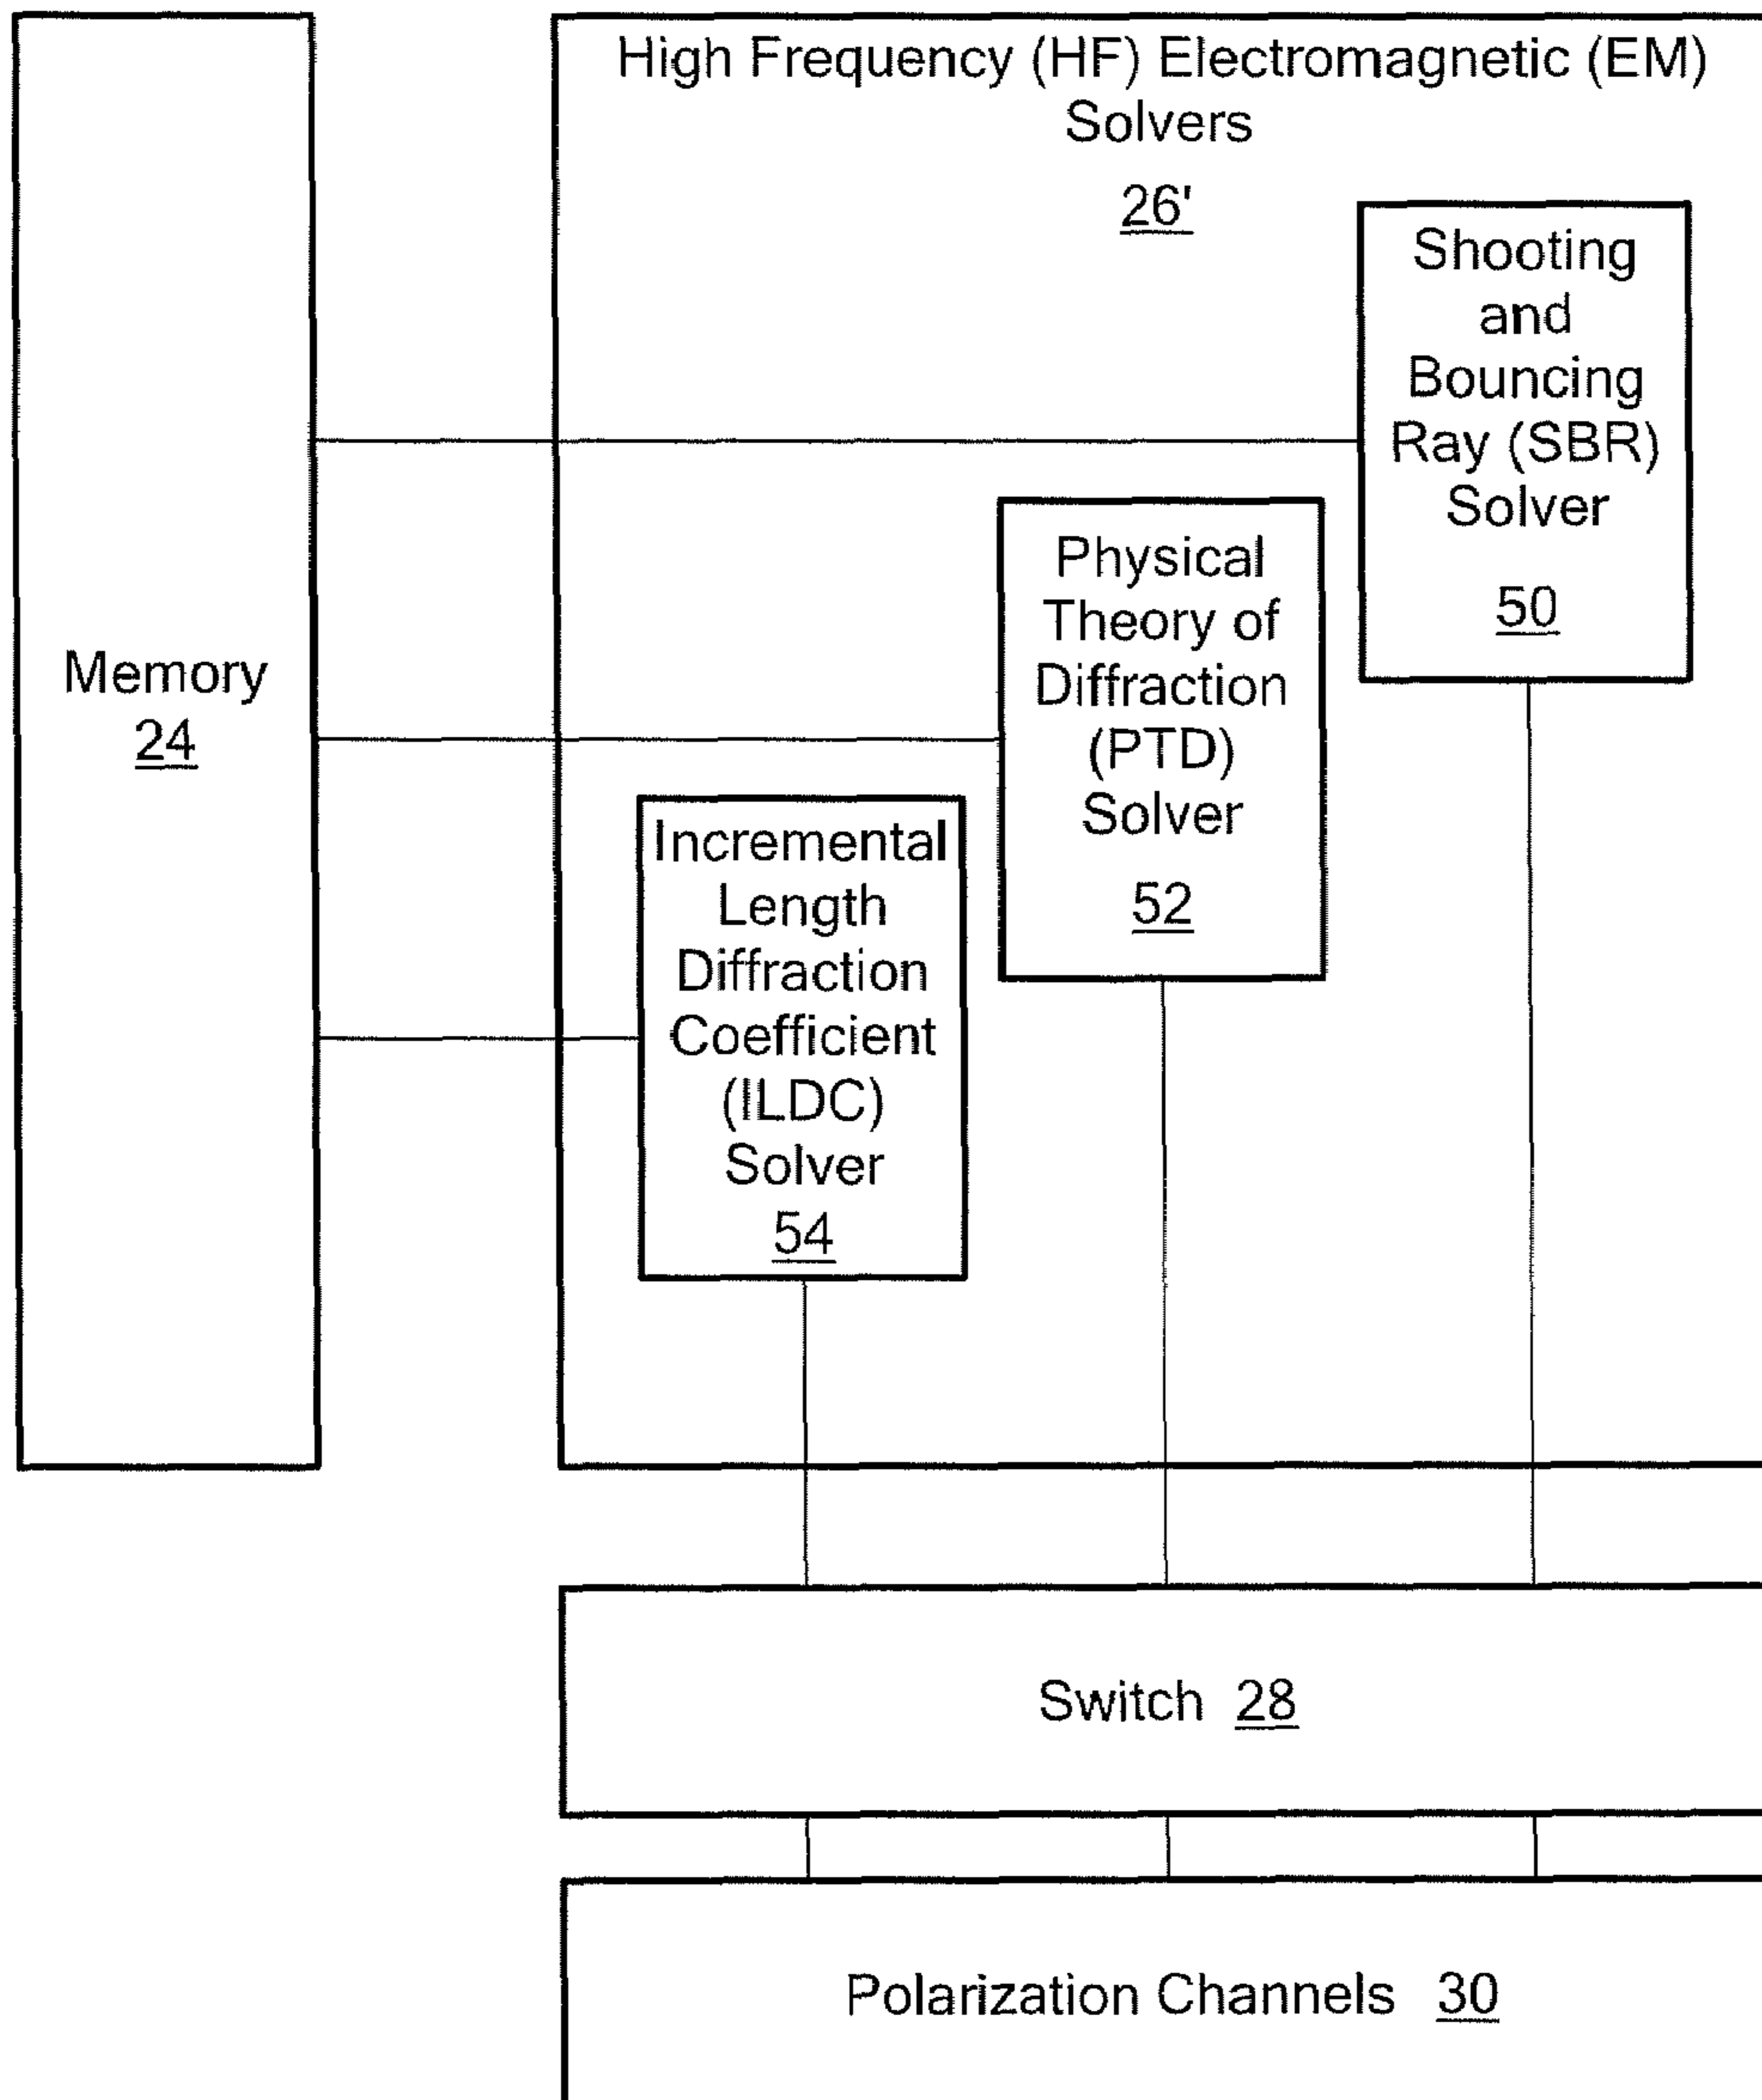 High Frequency (HF) Electromagnetic (EM)
Solvers
26'
Shooting
and
Bouncing
Ray (SBR)
Solver
50
Physical
Theory of
Diffraction
(PTD)
Solver
52
Memory
24
Incremental
Length
Diffraction
Coefficient
(ILDC)
Solver
54
Switch 28
Polarization Channels 30